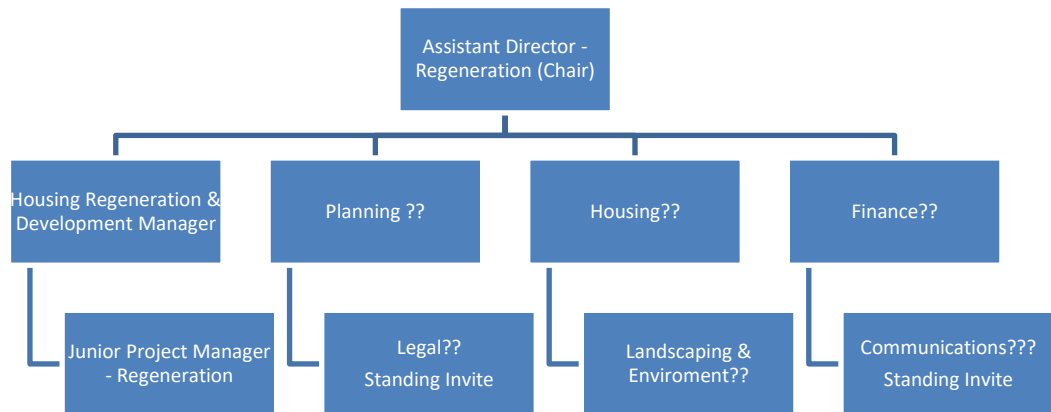 Assistant Director -
Regeneration (Chair)
Housing Regeneration &
Development Manager
Planning ??
Housing??
Finance??
Junior Project Manager
- Regeneration
Legal??
Standing Invite
Landscaping &
Enviroment??
Communications???
Standing Invite